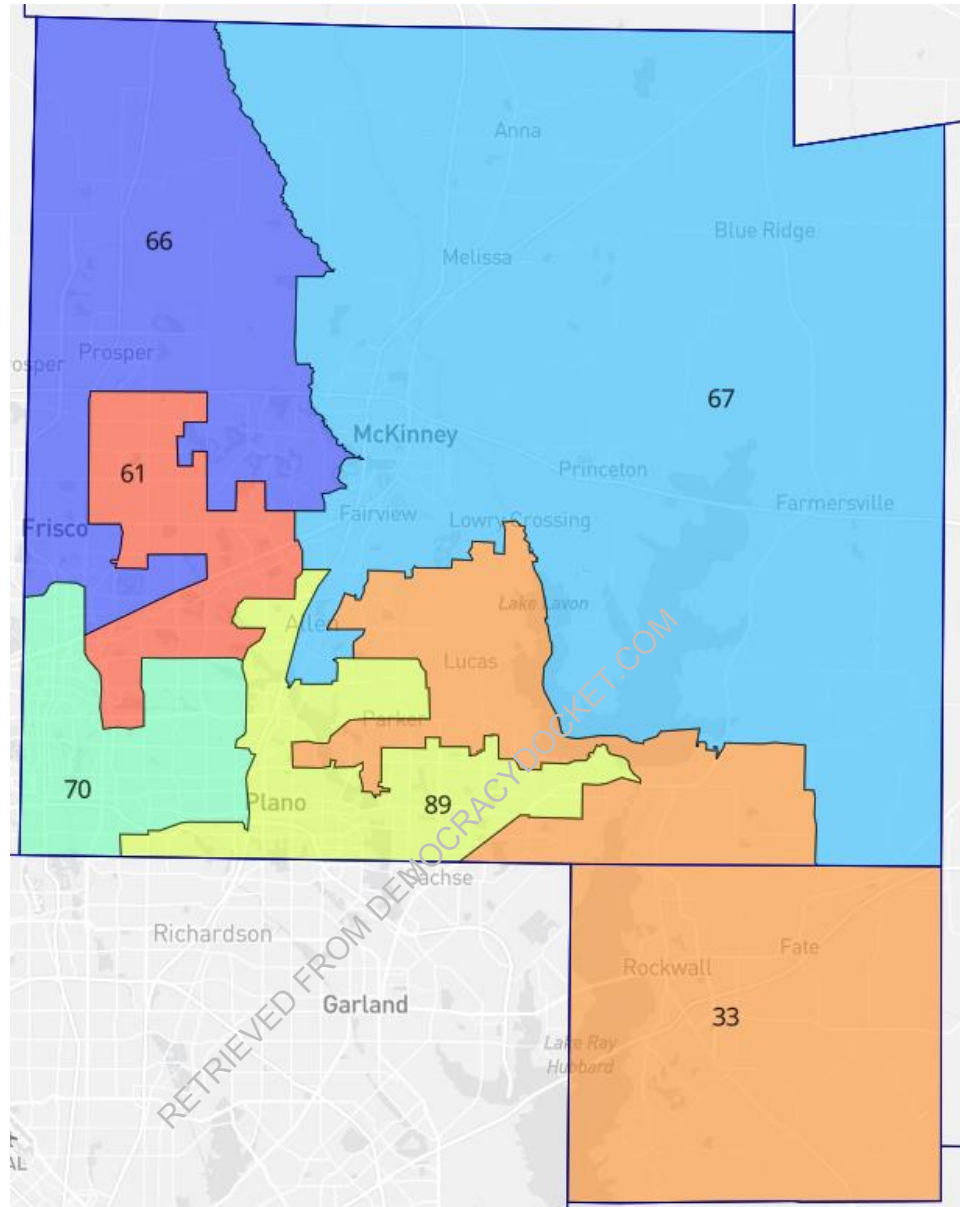 Anna
66
Blue Ridge
Melissa
Prosper
osper
67
McKinney
61
Princeton
Farmersville
Fairview
Lowry Crossing
Frisco
Lake Lavon
Allen
Lucas
Parker
70
Plano
89
Sachse
Richardson
Fate
Rockwall
Garland
33
Lake Ray
Hubbard
AL
RETRIEVED FROM DEMOCRACYDOCKET.COM